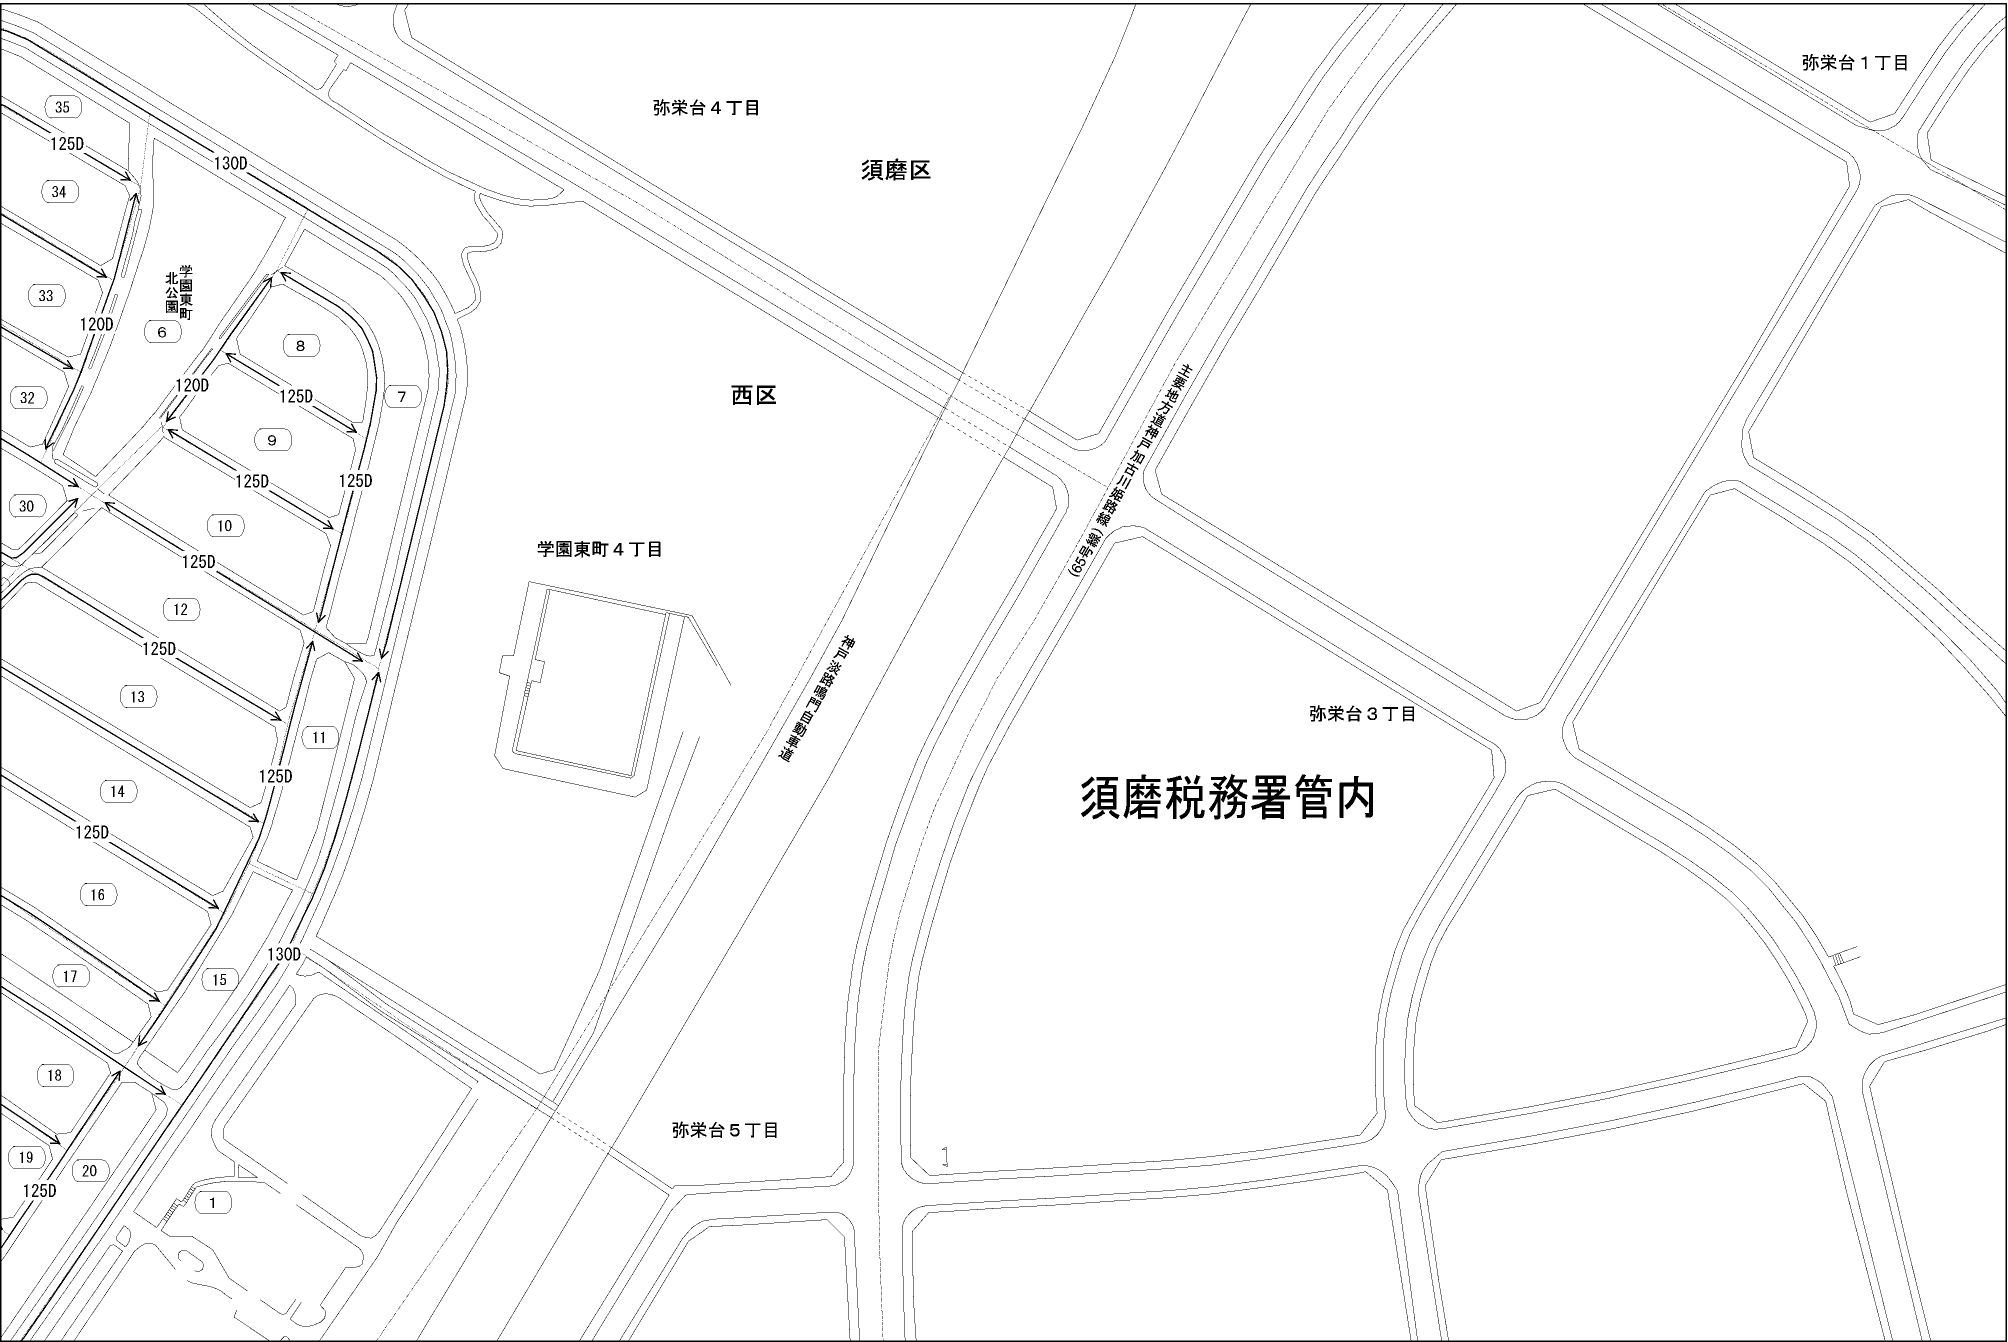 弥栄台１丁目
35
弥栄台４丁目
125D
130D
須磨区
34
学園東町
北公園
33
120D
6
8
主要地方道神戸加古川姫路線
(65号線)
120D
西区
32
125D
7
9
125D
125D
30
10
学園東町４丁目
125D
12
神戸淡路鳴門自動車道
125D
13
弥栄台３丁目
11
125D
14
須磨税務署管内
125D
16
130D
17
15
18
弥栄台５丁目
19
20
125D
1